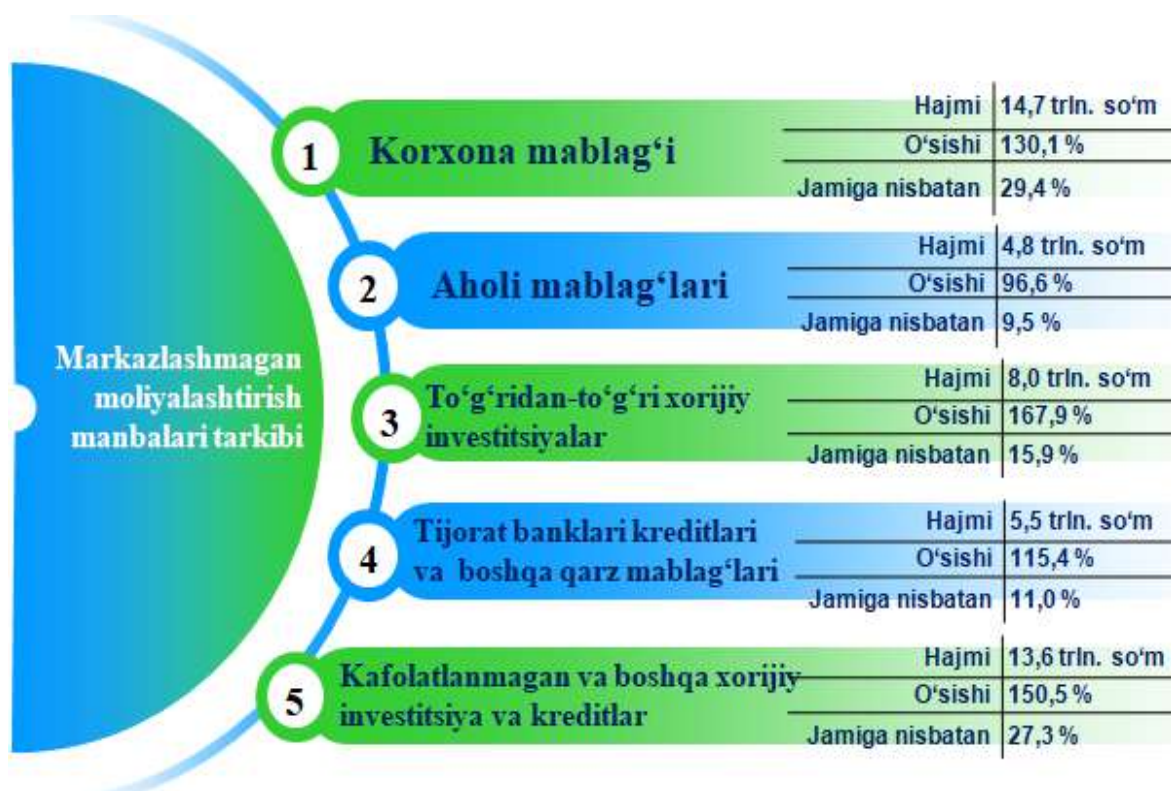 Markazlashmagan
moliyalashtirish
manbalari tarkibi
1
Korxona mablag‘i
Hajmi 14,7 trln. so‘m
O‘sishi 130,1 %
Jamiga nisbatan 29,4 %
2
Aholi mablag‘lari
Hajmi 4,8 trln. so‘m
O‘sishi 96,6 %
Jamiga nisbatan 9,5 %
3
To‘g‘ridan-to‘g‘ri xorijiy
investitsiyalar
Hajmi 8,0 trln. so‘m
O‘sishi 167,9 %
Jamiga nisbatan 15,9 %
4
Tijorat banklari kreditlari
va boshqa qarz mablag‘lari
Hajmi 5,5 trln. so‘m
O‘sishi 115,4 %
Jamiga nisbatan 11,0 %
5
Kafolatlanmagan va boshqa xorijiy
investitsiya va kreditlar
Hajmi 13,6 trln. so‘m
O‘sishi 150,5 %
Jamiga nisbatan 27,3 %